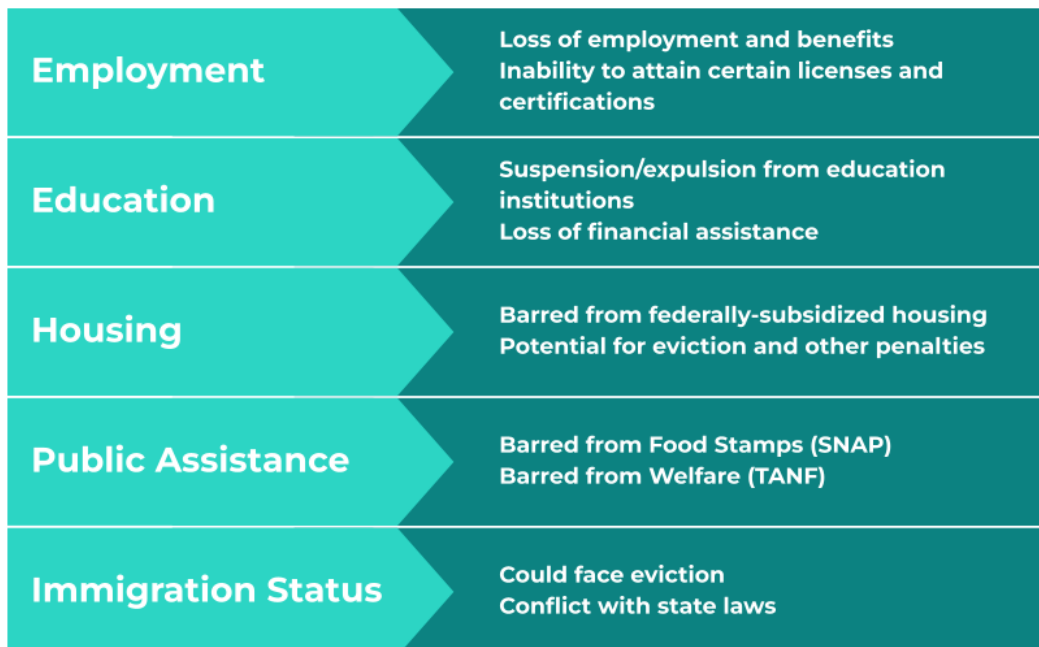 Employment
Loss of employment and benefits
Inability to attain certain licenses and
certifications
Education
Suspension/expulsion from education
institutions
Loss of financial assistance
Housing
Barred from federally-subsidized housing
Potential for eviction and other penalties
Public Assistance
Barred from Food Stamps (SNAP)
Barred from Welfare (TANF)
Immigration Status
Could face eviction
Conflict with state laws